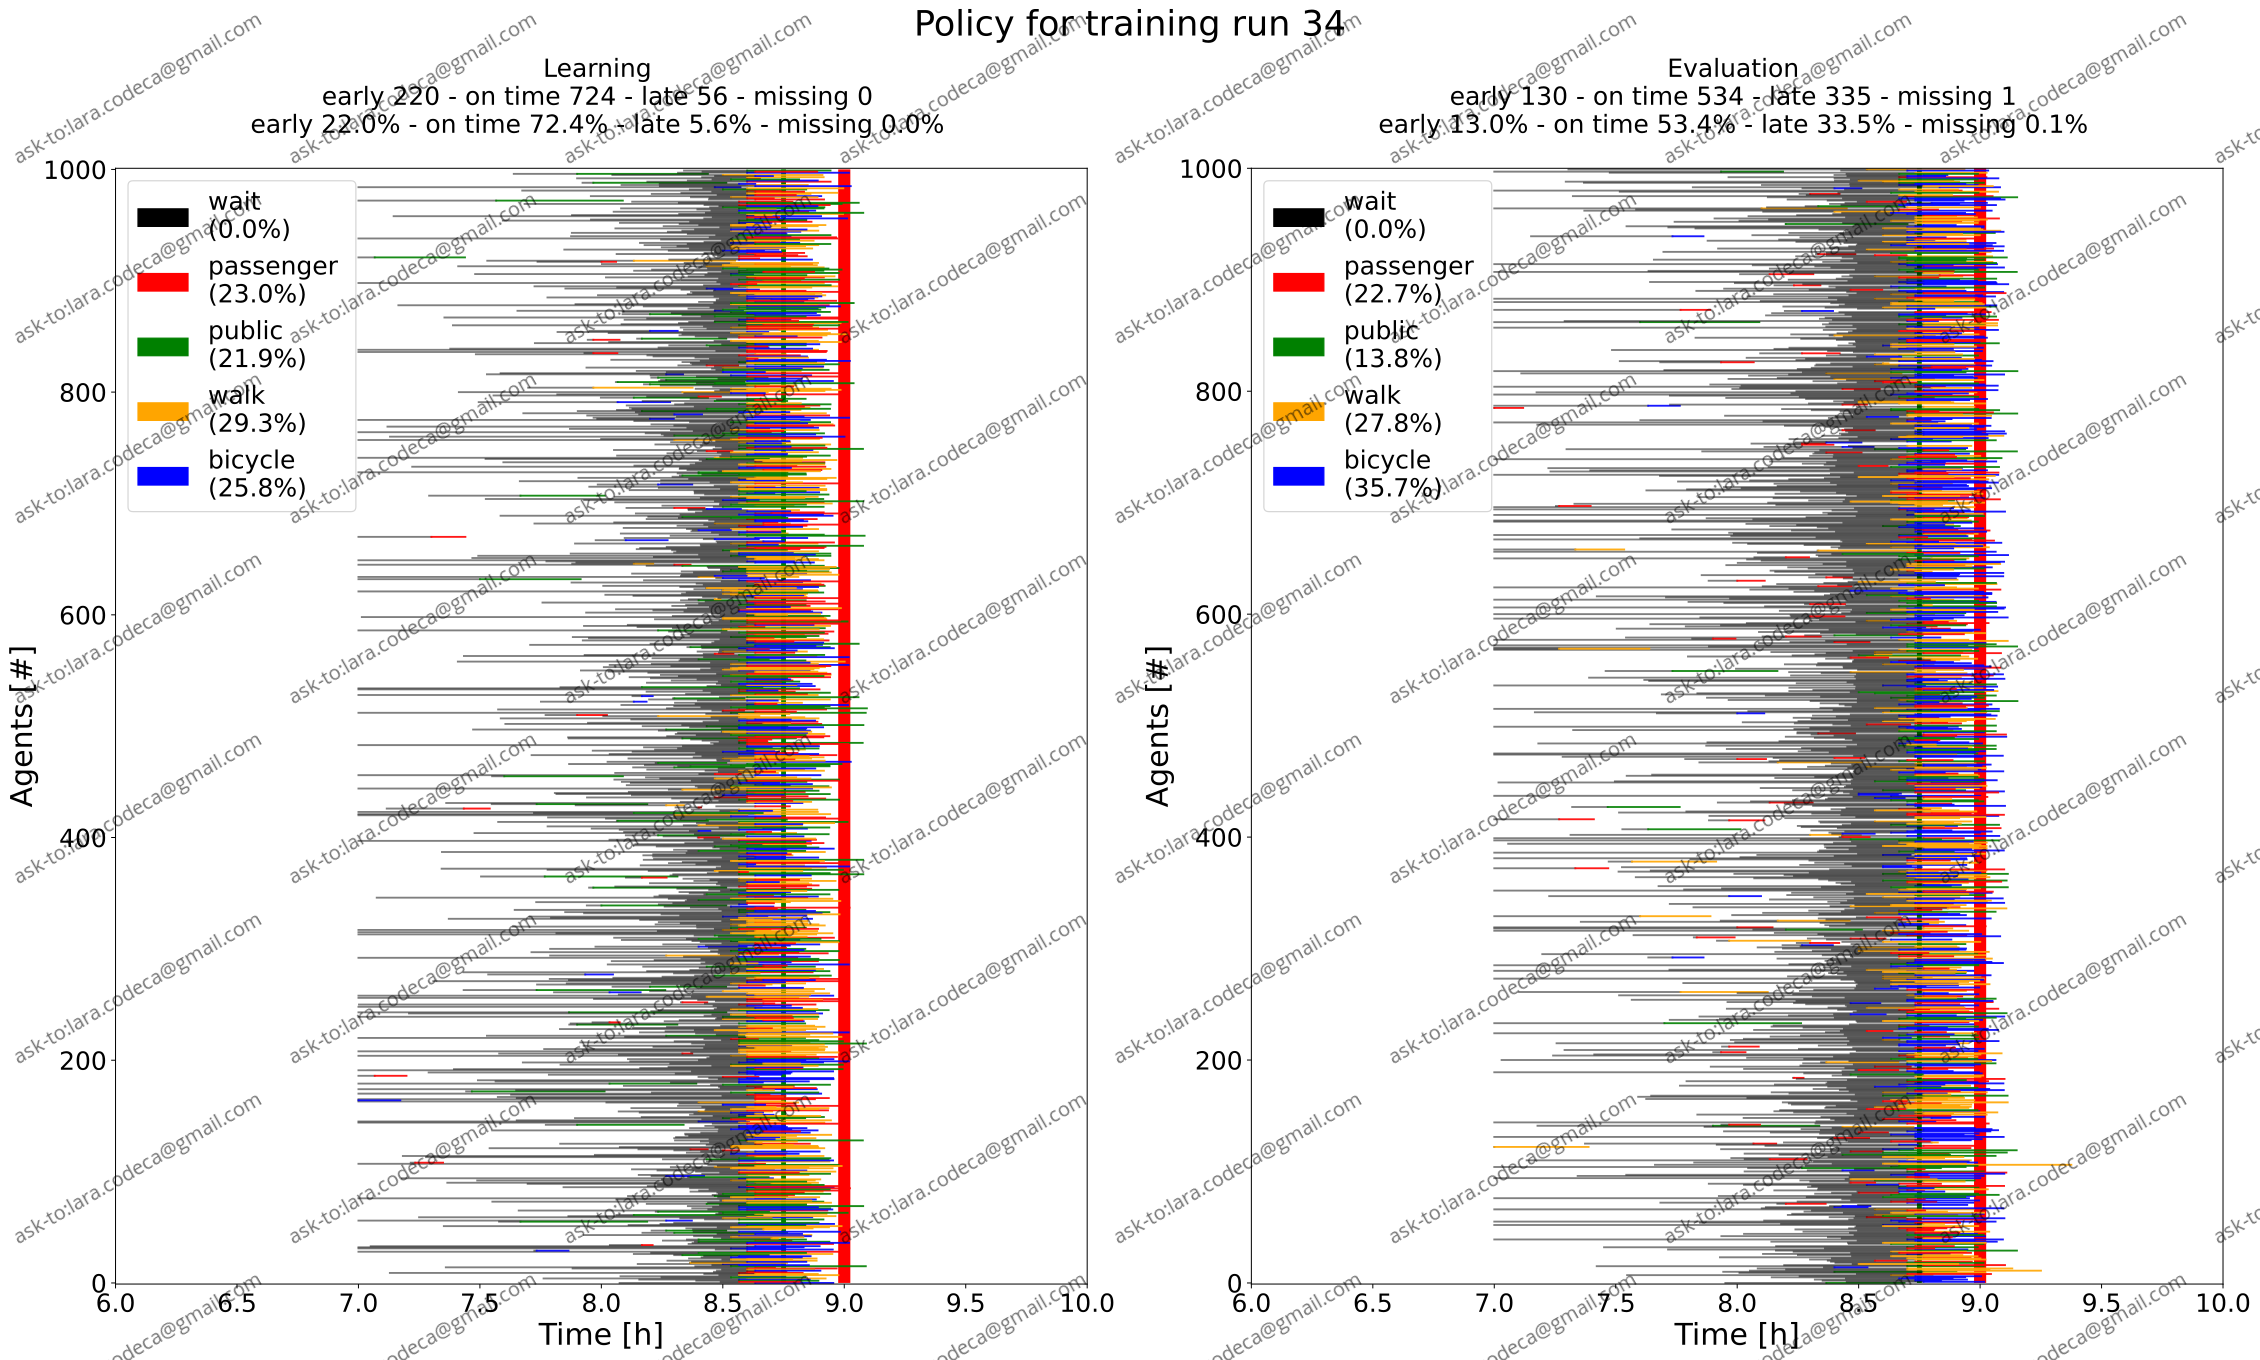 Policy for training run 34
Learning
early 220 - on time 724 - late 56 - missing 0
early 22.0% - on time 72.4% - late 5.6% - missing 0.0%
1000
800
600
400
200
0
Agents [#]
wait
(0.0%)
passenger
(23.0%)
public
(21.9%)
walk
(29.3%)
bicycle
(25.8%)
6.0 6.5 7.0 7.5 8.0 8.5 9.0 9.5 10.0
Time [h]
Evaluation
early 130 - on time 534 - late 335 - missing 1
early 13.0% - on time 53.4% - late 33.5% - missing 0.1%
1000
800
600
400
200
0
Agents [#]
wait
(0.0%)
passenger
(22.7%)
public
(13.8%)
walk
(27.8%)
bicycle
(35.7%)
6.0 6.5 7.0 7.5 8.0 8.5 9.0 9.5 10.0
Time [h]
ask-to:lara.codeca@gmail.com